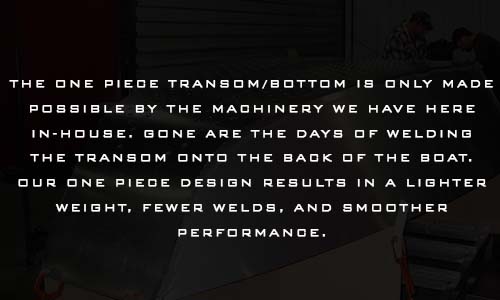 THE ONE PIECE TRANSOM/BOTTOM IS ONLY MADE
POSSIBLE BY THE MACHINERY WE HAVE HERE
IN-HOUSE. GONE ARE THE DAYS OF WELDING
THE TRANSOM ONTO THE BACK OF THE BOAT.
OUR ONE PIECE DESIGN RESULTS IN A LIGHTER
WEIGHT, FEWER WELDS, AND SMOOTHER
PERFORMANCE.